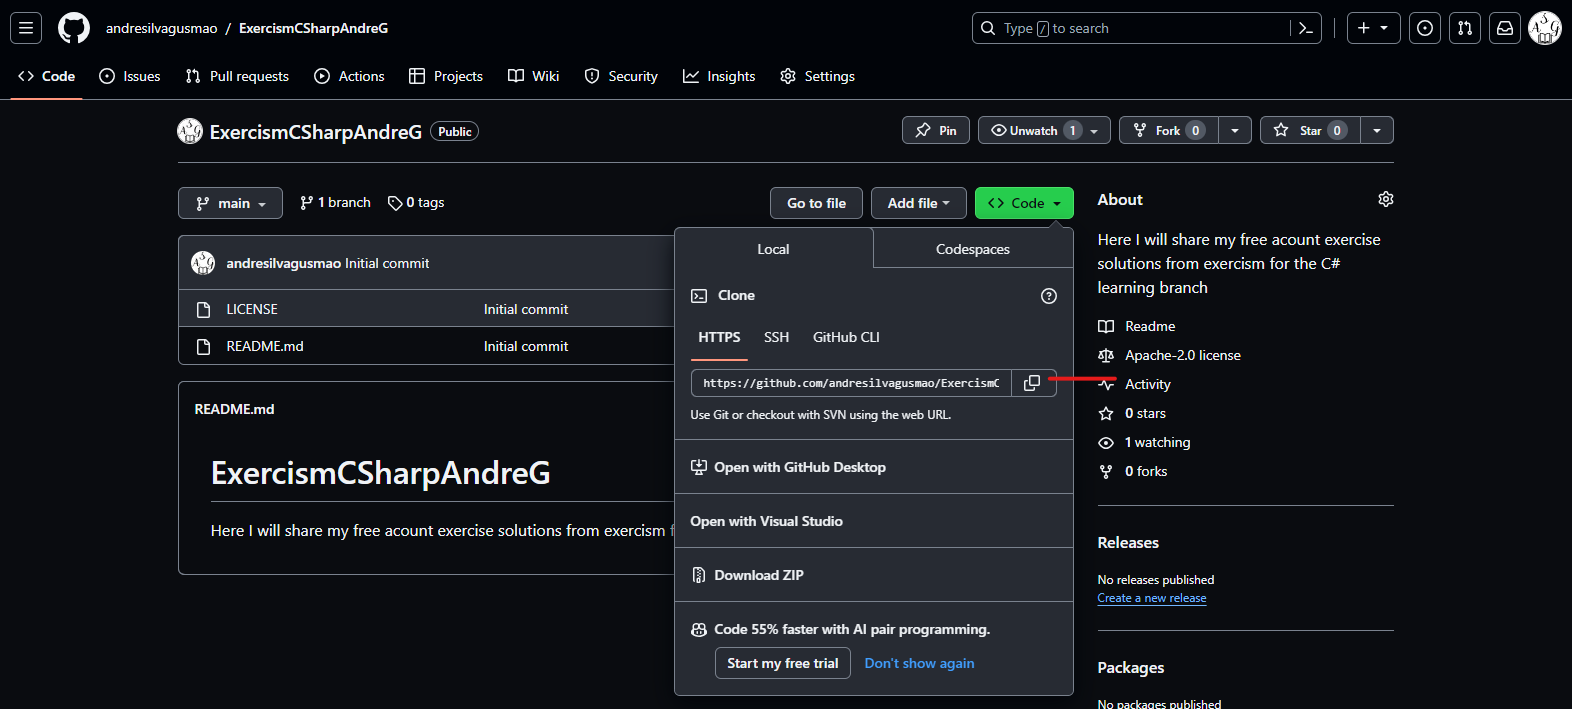 andresilvagusmao / ExercismCSharpAndreG
Type / to search
Code Issues Pull requests Actions Projects Wiki Security Insights Settings
ExercismCSharpAndreG Public
Pin Unwatch 1 Fork 0 Star 0
main 1 branch 0 tags
Go to file Add file Code
andresilvagusmao Initial commit
LICENSE Initial commit
README.md Initial commit
README.md
ExercismCSharpAndreG
Here I will share my free acount exercise solutions from exercism f
Local Codespaces
Clone
HTTPS SSH GitHub CLI
https://github.com/andresilvagusmao/ExercismC
Use Git or checkout with SVN using the web URL.
Open with GitHub Desktop
Open with Visual Studio
Download ZIP
Code 55% faster with AI pair programming.
Start my free trial Don't show again
About
Here I will share my free acount exercise
solutions from exercism for the C#
learning branch
Readme
Apache-2.0 license
Activity
0 stars
1 watching
0 forks
Releases
No releases published
Create a new release
Packages
No packages published